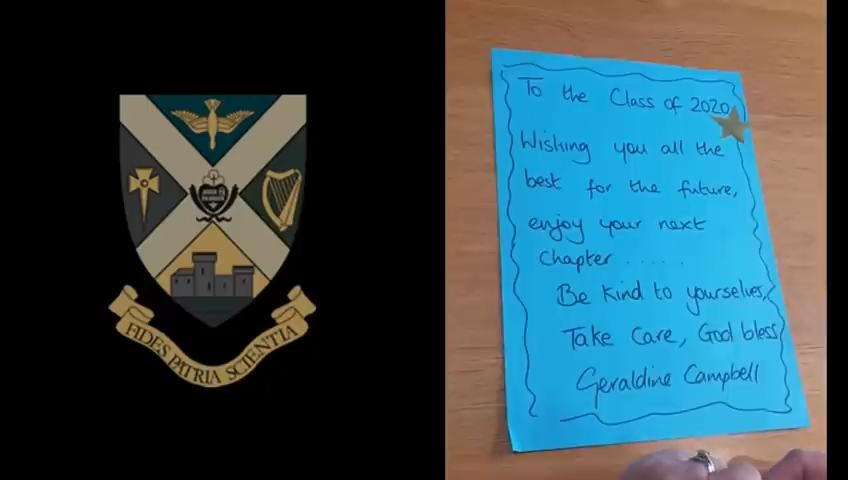 FIDES PATRIA SCIENTIA
To the Class of 2020
Wishing you all the
best for the future,
enjoy your next
Chapter .....
Be kind to yourselves,
Take Care, God bless
Geraldine Campbell